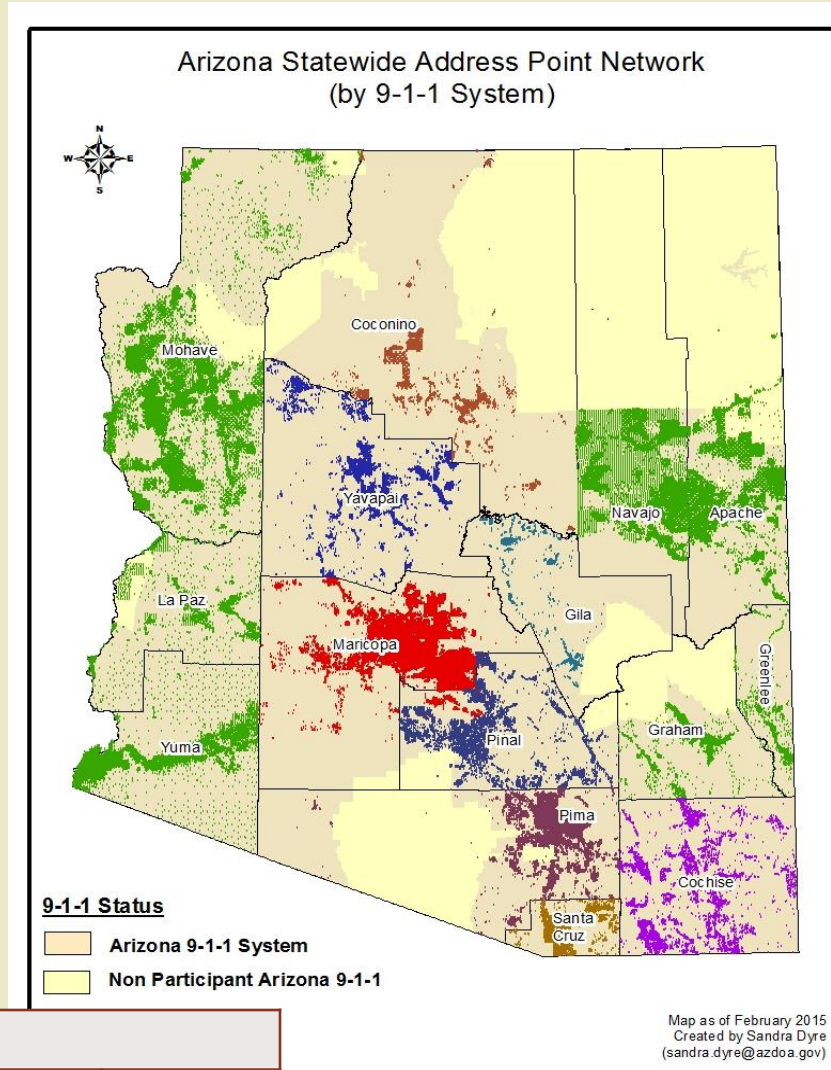 Arizona Statewide Address Point Network
(by 9-1-1 System)
N
W E
S
Coconino
Mohave
Yavapai
Navajo
Apache
La Paz
Gila
Maricopa
Greenlee
Graham
Yuma
Pinal
Pima
Cochise
Santa
Cruz
9-1-1 Status
Arizona 9-1-1 System
Non Participant Arizona 9-1-1
Map as of February 2015
Created by Sandra Dyre
(sandra.dyre@azdoa.gov)